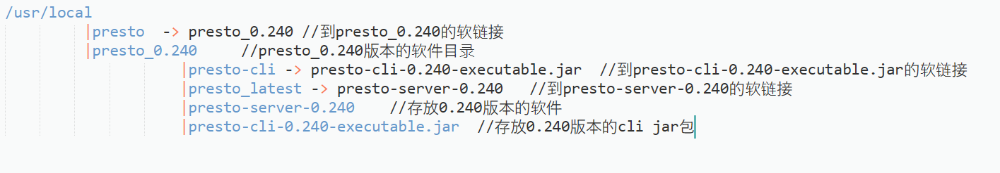 /usr/local
|presto -> presto_0.240 //到presto_0.240的软链接
|presto_0.240 //presto_0.240版本的软件目录
|presto-cli -> presto-cli-0.240-executable.jar //到presto-cli-0.240-executable.jar的软链接
|presto_latest -> presto-server-0.240 //到presto-server-0.240的软链接
|presto-server-0.240 //存放0.240版本的软件
|presto-cli-0.240-executable.jar //存放0.240版本的cli jar包